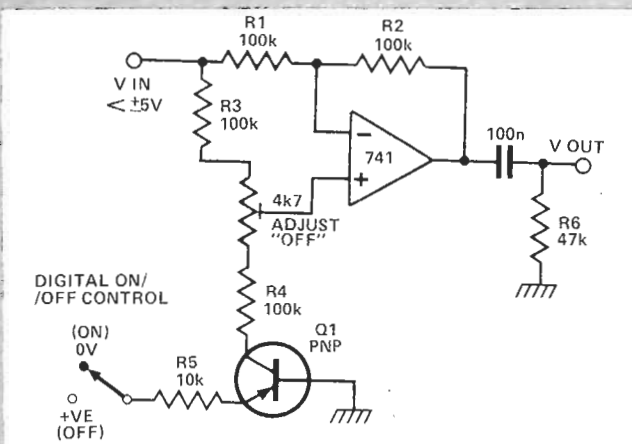 R1
100k
R2
100k
V IN
< ±5V
R3
100k
−
741
+
100n
V OUT
4k7
ADJUST
"OFF"
R6
47k
DIGITAL ON/
/OFF CONTROL
R4
100k
(ON)
0V
Q1
PNP
R5
10k
+VE
(OFF)